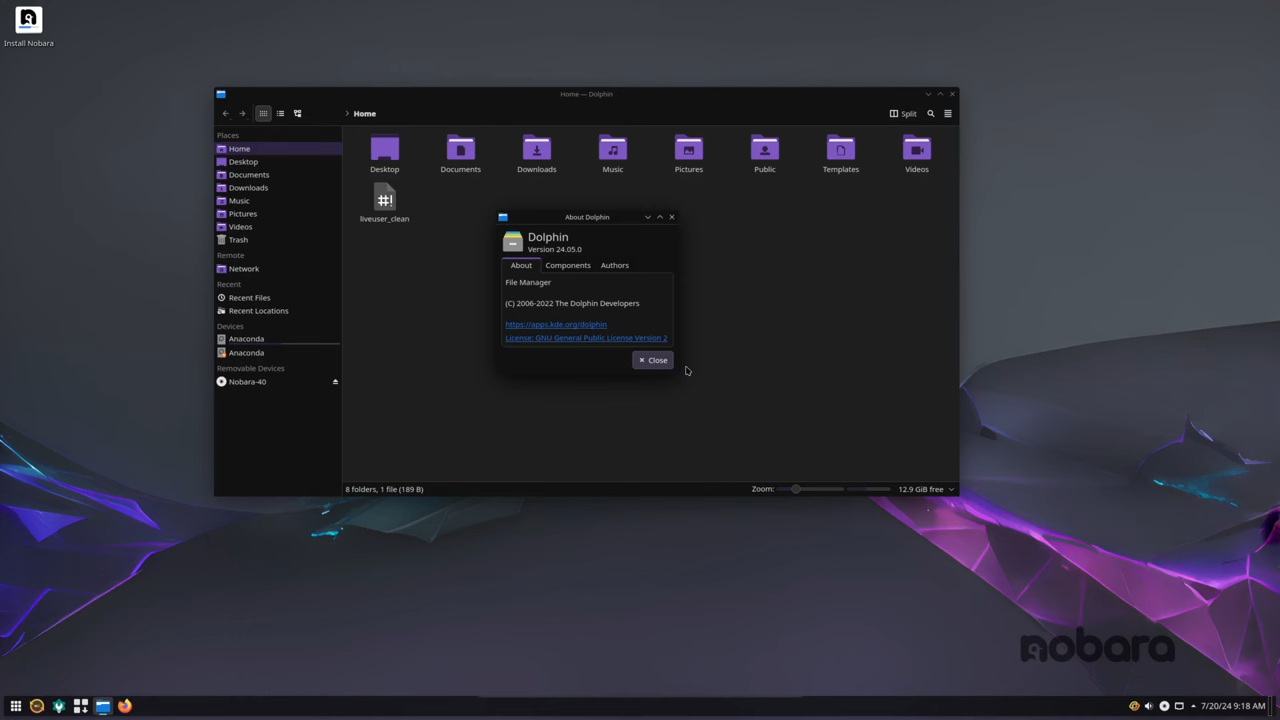 Install Nobara
Home — Dolphin
Home
Split
Places
Home
Desktop
Documents
Downloads
Music
Pictures
Videos
Trash
Remote
Network
Recent
Recent Files
Recent Locations
Devices
Anaconda
Anaconda
Removable Devices
Nobara-40
Desktop
Documents
Downloads
Music
Pictures
Public
Templates
Videos
#!
liveuser_clean
About Dolphin
Dolphin
Version 24.05.0
About Components Authors
File Manager
(C) 2006-2022 The Dolphin Developers
https://apps.kde.org/dolphin
License: GNU General Public License Version 2
Close
8 folders, 1 file (189 B)
Zoom:
12.9 GiB free
nobara
7/20/24 9:18 AM